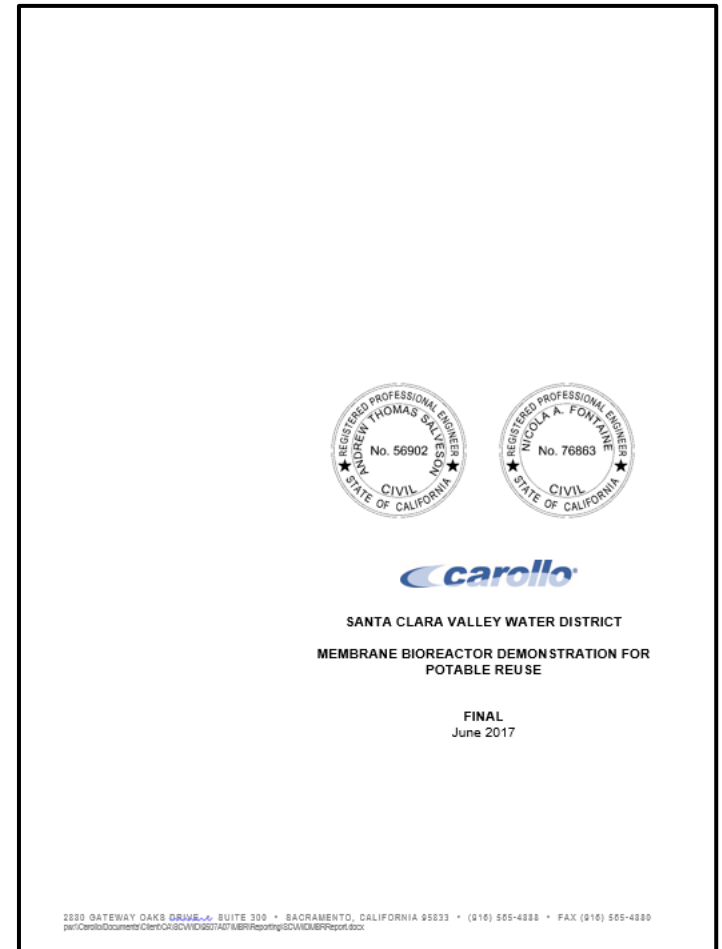 REGISTERED PROFESSIONAL ENGINEER
ANDREW THOMAS SALVESON
No. 56902
CIVIL
STATE OF CALIFORNIA
REGISTERED PROFESSIONAL ENGINEER
NICOLA A. FONTAINE
No. 76863
CIVIL
STATE OF CALIFORNIA
carollo
SANTA CLARA VALLEY WATER DISTRICT
MEMBRANE BIOREACTOR DEMONSTRATION FOR
POTABLE REUSE
FINAL
June 2017
2880 GATEWAY OAKS DRIVE SUITE 300 • SACRAMENTO, CALIFORNIA 95833 • (916) 565-4888 • FAX (916) 565-4880